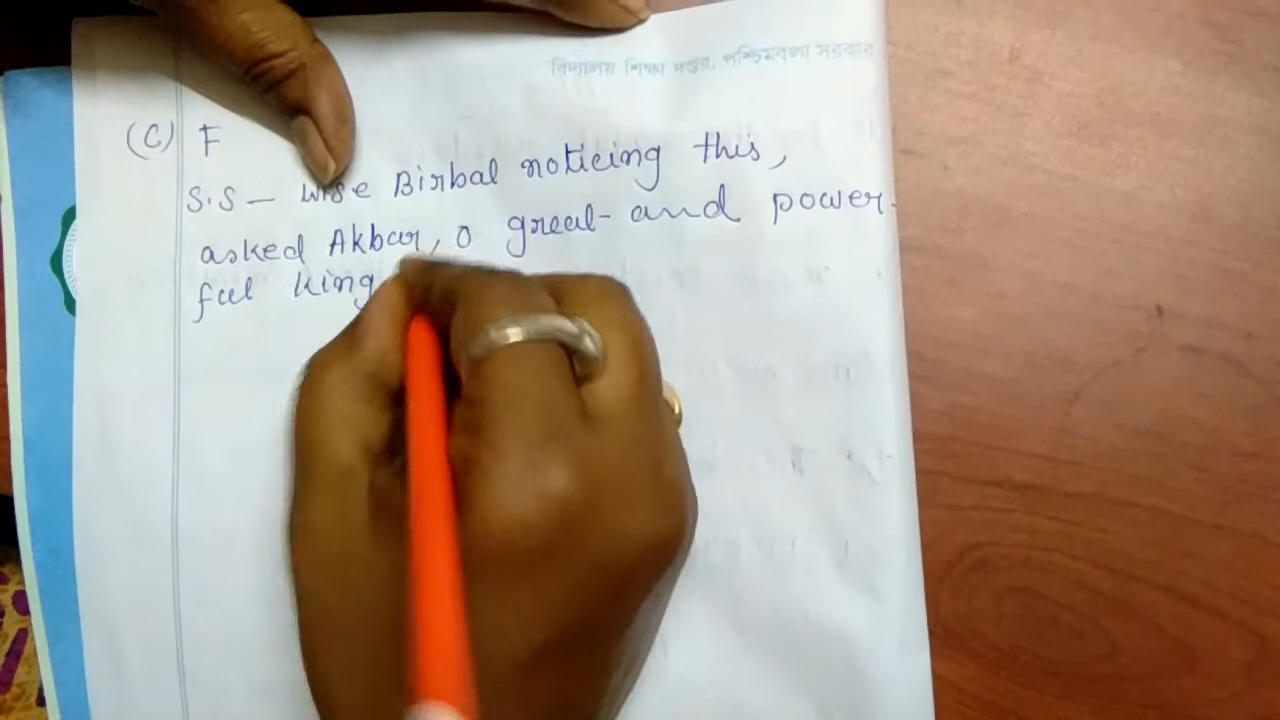 বিদ্যালয় শিক্ষা দপ্তর, পশ্চিমবঙ্গ সরকার
(C) F
S.S - Wise Birbal noticing this,
asked Akbar, O great and power-
ful king